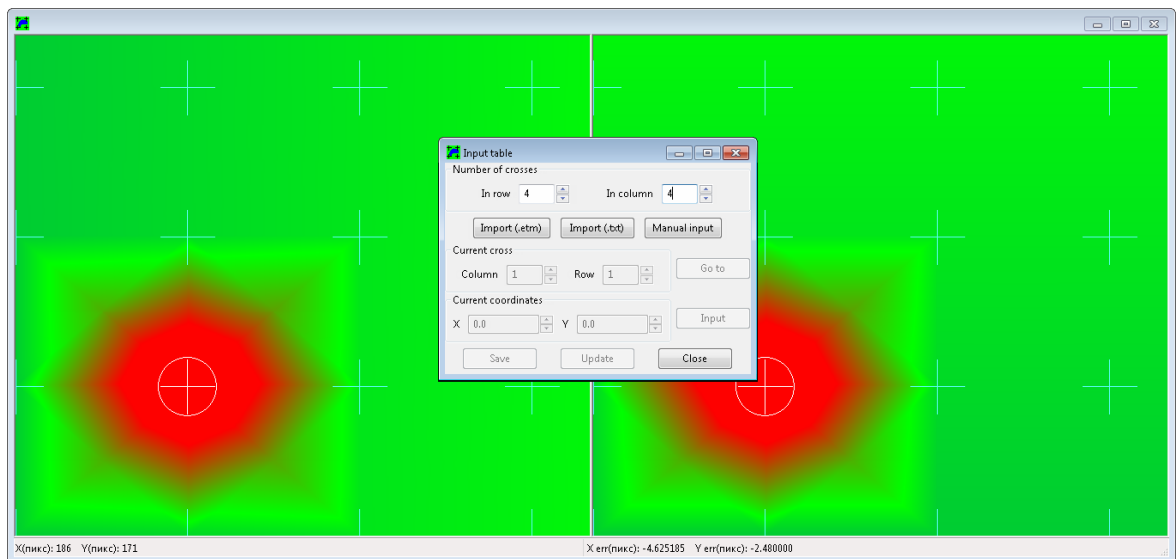 Input table
Number of crosses
In row 4 In column 4
Import (.etm) Import (.txt) Manual input
Current cross
Column 1 Row 1 Go to
Current coordinates
X 0.0 Y 0.0 Input
Save Update Close
X(пикс): 186 Y(пикс): 171 X err(пикс): -4.625185 Y err(пикс): -2.480000